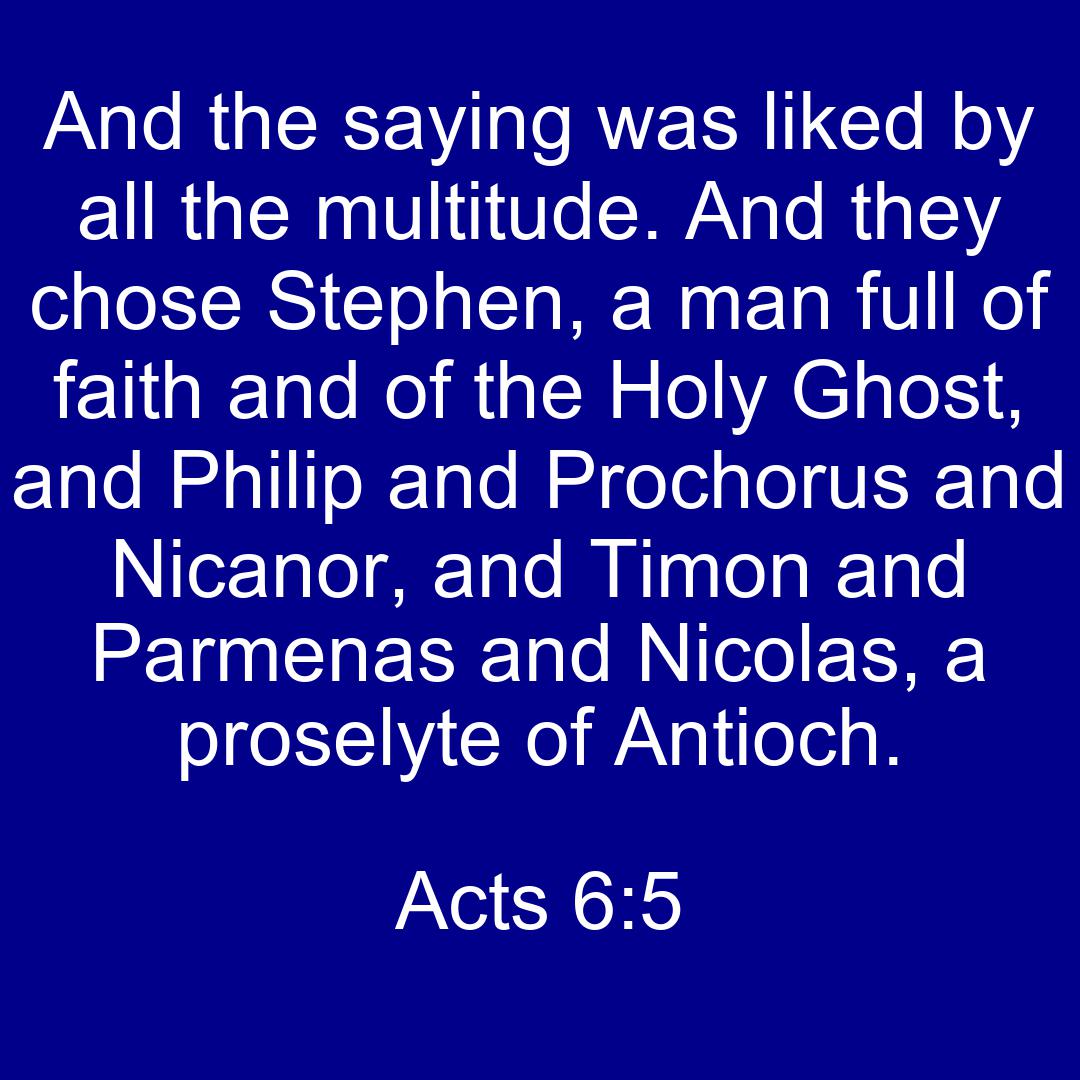 And the saying was liked by
all the multitude. And they
chose Stephen, a man full of
faith and of the Holy Ghost,
and Philip and Prochorus and
Nicanor, and Timon and
Parmenas and Nicolas, a
proselyte of Antioch.
Acts 6:5